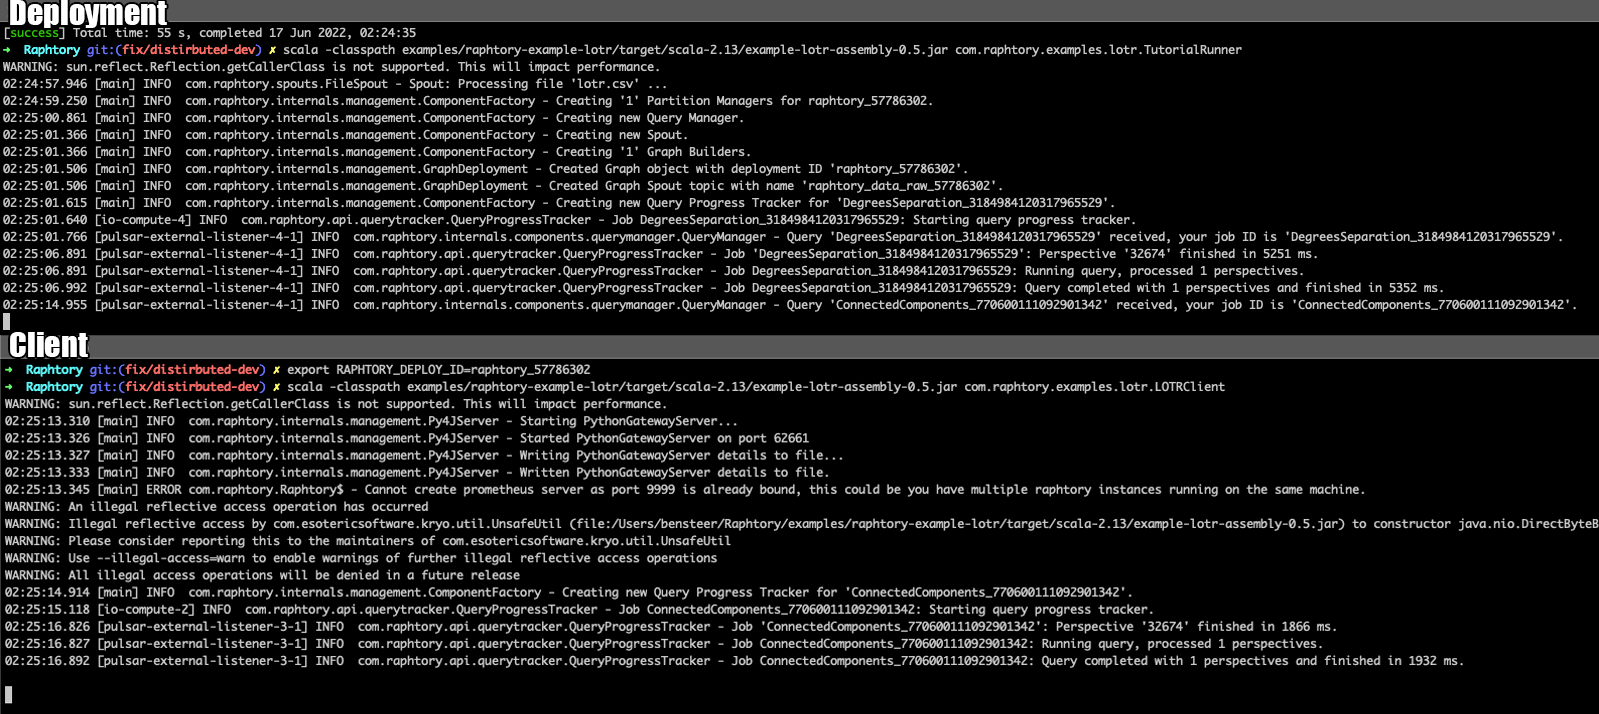 Deployment
[success] Total time: 55 s, completed 17 Jun 2022, 02:24:35
➜  Raphtory git:(fix/distirbuted-dev) ✗ scala -classpath examples/raphtory-example-lotr/target/scala-2.13/example-lotr-assembly-0.5.jar com.raphtory.examples.lotr.TutorialRunner
WARNING: sun.reflect.Reflection.getCallerClass is not supported. This will impact performance.
02:24:57.946 [main] INFO  com.raphtory.spouts.FileSpout - Spout: Processing file 'lotr.csv' ...
02:24:59.250 [main] INFO  com.raphtory.internals.management.ComponentFactory - Creating '1' Partition Managers for raphtory_57786302.
02:25:00.861 [main] INFO  com.raphtory.internals.management.ComponentFactory - Creating new Query Manager.
02:25:01.366 [main] INFO  com.raphtory.internals.management.ComponentFactory - Creating new Spout.
02:25:01.366 [main] INFO  com.raphtory.internals.management.ComponentFactory - Creating '1' Graph Builders.
02:25:01.506 [main] INFO  com.raphtory.internals.management.GraphDeployment - Created Graph object with deployment ID 'raphtory_57786302'.
02:25:01.506 [main] INFO  com.raphtory.internals.management.GraphDeployment - Created Graph Spout topic with name 'raphtory_data_raw_57786302'.
02:25:01.615 [main] INFO  com.raphtory.internals.management.ComponentFactory - Creating new Query Progress Tracker for 'DegreesSeparation_3184984120317965529'.
02:25:01.640 [io-compute-4] INFO  com.raphtory.api.querytracker.QueryProgressTracker - Job DegreesSeparation_3184984120317965529: Starting query progress tracker.
02:25:01.766 [pulsar-external-listener-4-1] INFO  com.raphtory.internals.components.querymanager.QueryManager - Query 'DegreesSeparation_3184984120317965529' received, your job ID is 'DegreesSeparation_3184984120317965529'.
02:25:06.891 [pulsar-external-listener-4-1] INFO  com.raphtory.api.querytracker.QueryProgressTracker - Job 'DegreesSeparation_3184984120317965529': Perspective '32674' finished in 5251 ms.
02:25:06.891 [pulsar-external-listener-4-1] INFO  com.raphtory.api.querytracker.QueryProgressTracker - Job DegreesSeparation_3184984120317965529: Running query, processed 1 perspectives.
02:25:06.992 [pulsar-external-listener-4-1] INFO  com.raphtory.api.querytracker.QueryProgressTracker - Job DegreesSeparation_3184984120317965529: Query completed with 1 perspectives and finished in 5352 ms.
02:25:14.955 [pulsar-external-listener-4-1] INFO  com.raphtory.internals.components.querymanager.QueryManager - Query 'ConnectedComponents_770600111092901342' received, your job ID is 'ConnectedComponents_770600111092901342'.
Client
➜  Raphtory git:(fix/distirbuted-dev) ✗ export RAPHTORY_DEPLOY_ID=raphtory_57786302
➜  Raphtory git:(fix/distirbuted-dev) ✗ scala -classpath examples/raphtory-example-lotr/target/scala-2.13/example-lotr-assembly-0.5.jar com.raphtory.examples.lotr.LOTRClient
WARNING: sun.reflect.Reflection.getCallerClass is not supported. This will impact performance.
02:25:13.310 [main] INFO  com.raphtory.internals.management.Py4JServer - Starting PythonGatewayServer...
02:25:13.326 [main] INFO  com.raphtory.internals.management.Py4JServer - Started PythonGatewayServer on port 62661
02:25:13.327 [main] INFO  com.raphtory.internals.management.Py4JServer - Writing PythonGatewayServer details to file...
02:25:13.333 [main] INFO  com.raphtory.internals.management.Py4JServer - Written PythonGatewayServer details to file.
02:25:13.345 [main] ERROR com.raphtory.Raphtory$ - Cannot create prometheus server as port 9999 is already bound, this could be you have multiple raphtory instances running on the same machine.
WARNING: An illegal reflective access operation has occurred
WARNING: Illegal reflective access by com.esotericsoftware.kryo.util.UnsafeUtil (file:/Users/bensteer/Raphtory/examples/raphtory-example-lotr/target/scala-2.13/example-lotr-assembly-0.5.jar) to constructor java.nio.DirectByteB
WARNING: Please consider reporting this to the maintainers of com.esotericsoftware.kryo.util.UnsafeUtil
WARNING: Use --illegal-access=warn to enable warnings of further illegal reflective access operations
WARNING: All illegal access operations will be denied in a future release
02:25:14.914 [main] INFO  com.raphtory.internals.management.ComponentFactory - Creating new Query Progress Tracker for 'ConnectedComponents_770600111092901342'.
02:25:15.118 [io-compute-2] INFO  com.raphtory.api.querytracker.QueryProgressTracker - Job ConnectedComponents_770600111092901342: Starting query progress tracker.
02:25:16.826 [pulsar-external-listener-3-1] INFO  com.raphtory.api.querytracker.QueryProgressTracker - Job 'ConnectedComponents_770600111092901342': Perspective '32674' finished in 1866 ms.
02:25:16.827 [pulsar-external-listener-3-1] INFO  com.raphtory.api.querytracker.QueryProgressTracker - Job ConnectedComponents_770600111092901342: Running query, processed 1 perspectives.
02:25:16.892 [pulsar-external-listener-3-1] INFO  com.raphtory.api.querytracker.QueryProgressTracker - Job ConnectedComponents_770600111092901342: Query completed with 1 perspectives and finished in 1932 ms.